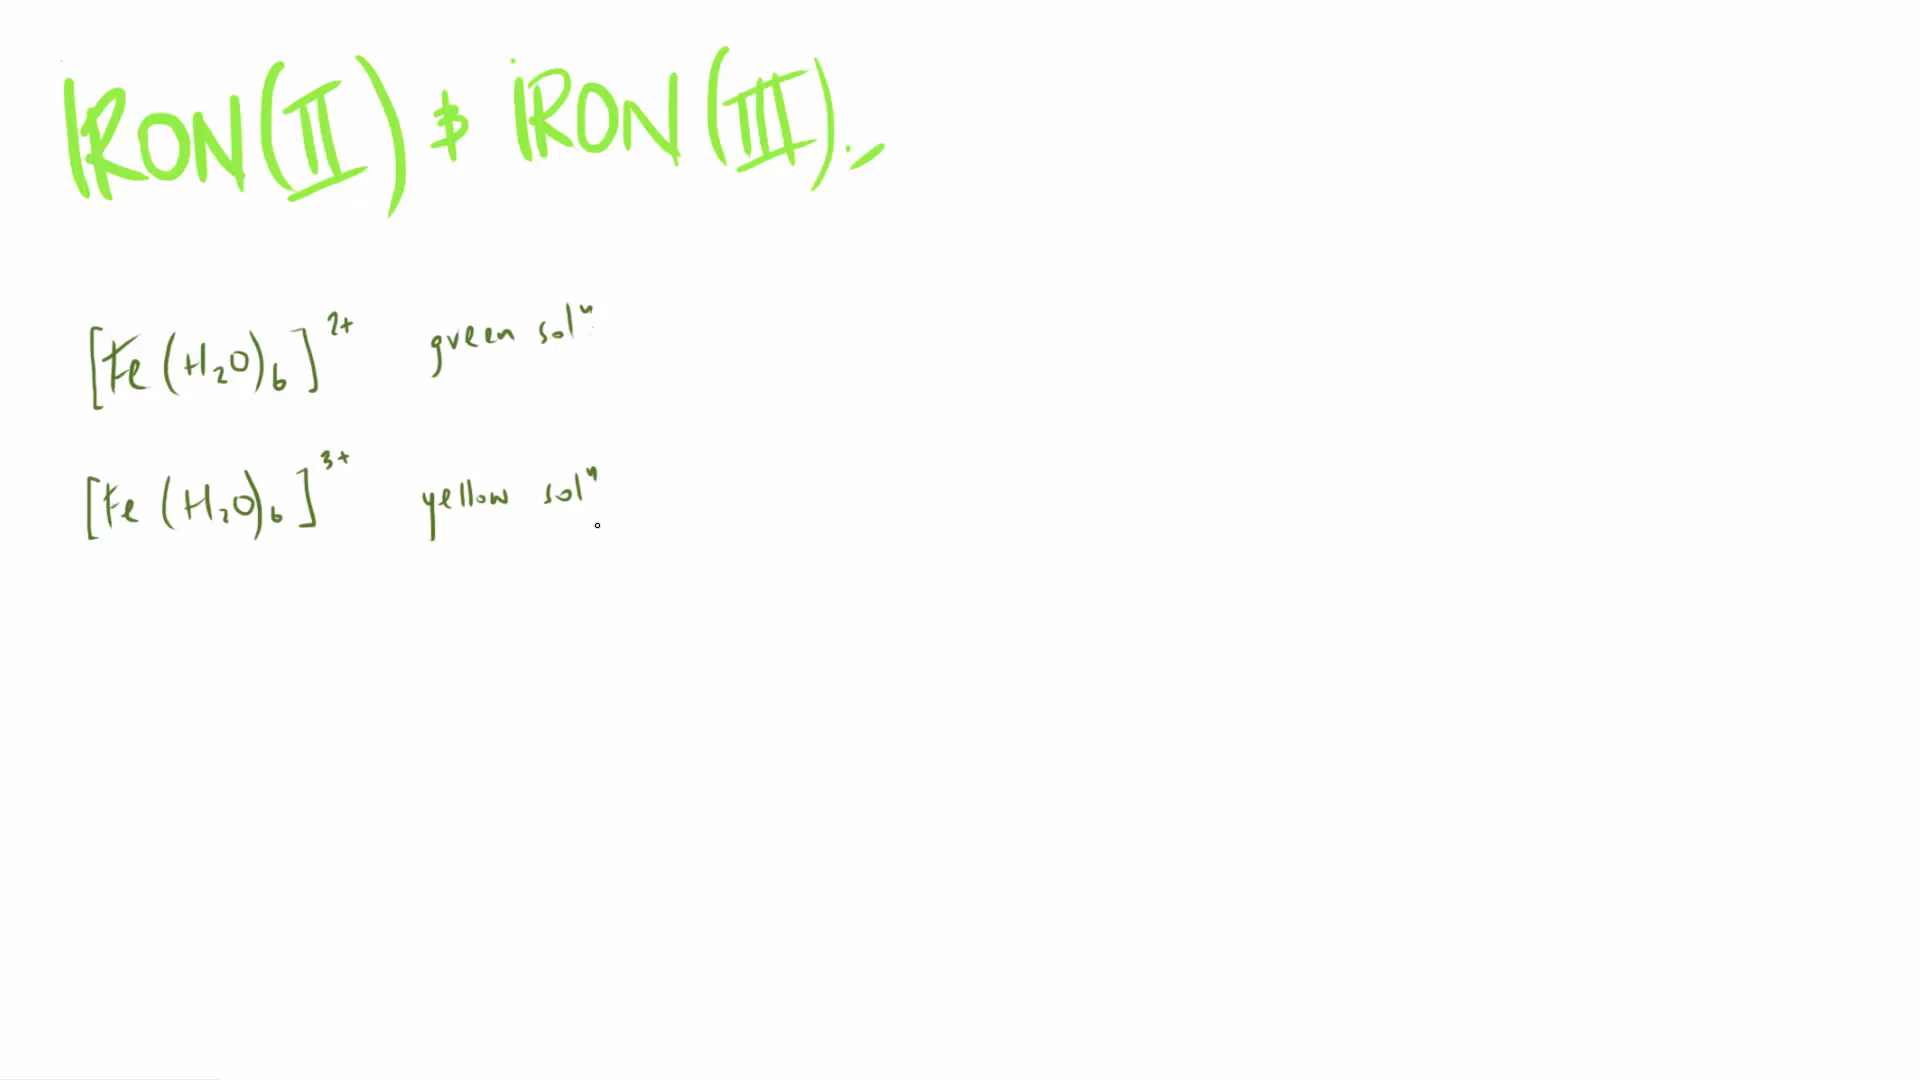 IRON (II) & IRON (III).
[Fe(H₂O)₆]²⁺ green solⁿ
[Fe(H₂O)₆]³⁺ yellow solⁿ